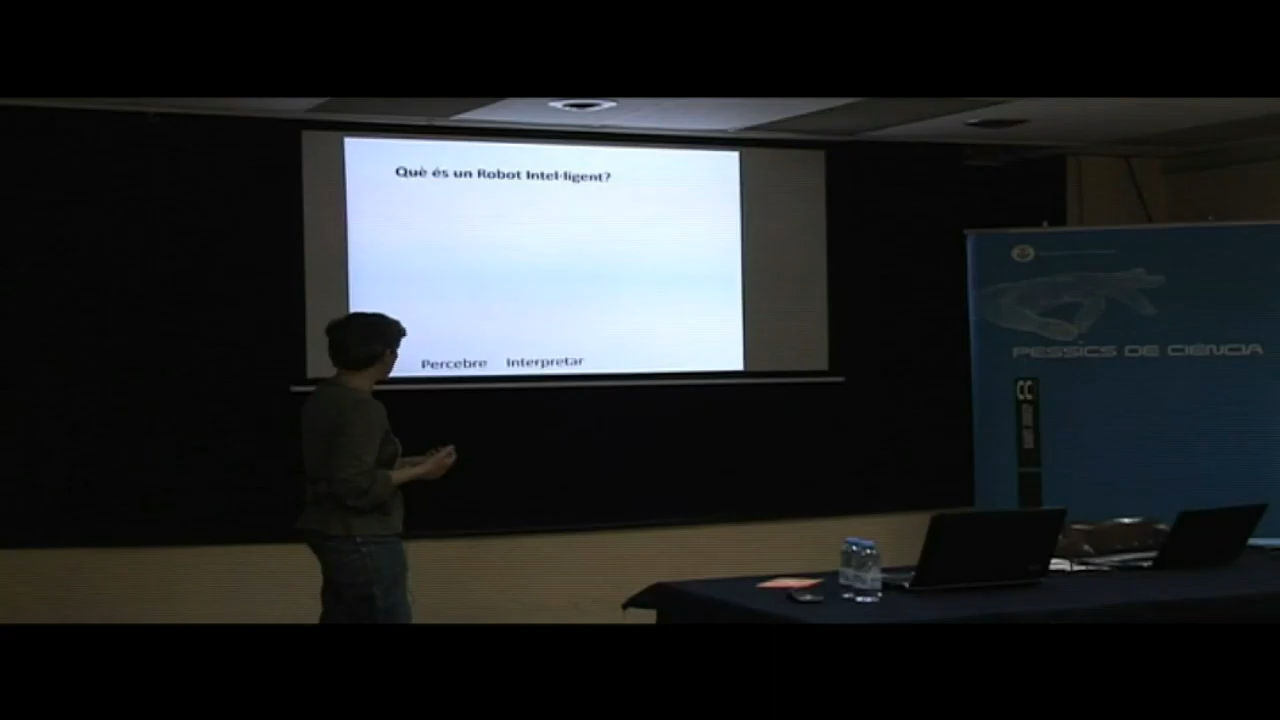 Què és un Robot Intel·ligent?
Percebre Interpretar
PESSICS DE CIÈNCIA
CC